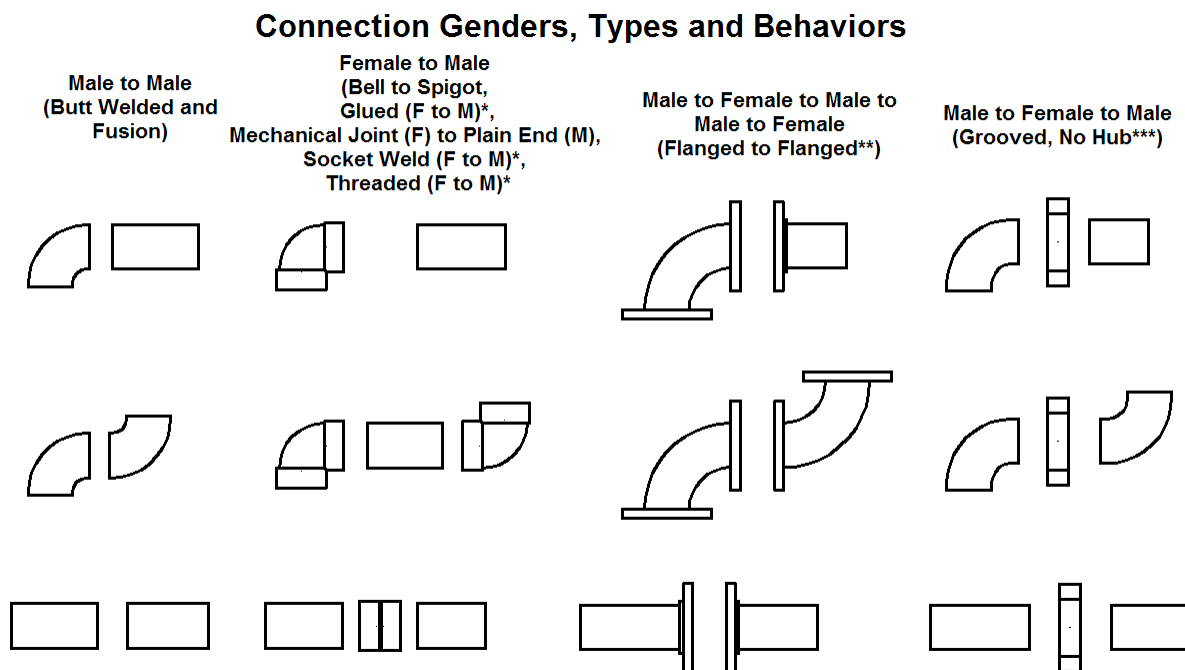 Connection Genders, Types and Behaviors
Male to Male
(Butt Welded and
Fusion)
Female to Male
(Bell to Spigot,
Glued (F to M)*,
Mechanical Joint (F) to Plain End (M),
Socket Weld (F to M)*,
Threaded (F to M)*
Male to Female to Male to
Male to Female
(Flanged to Flanged**)
Male to Female to Male
(Grooved, No Hub***)